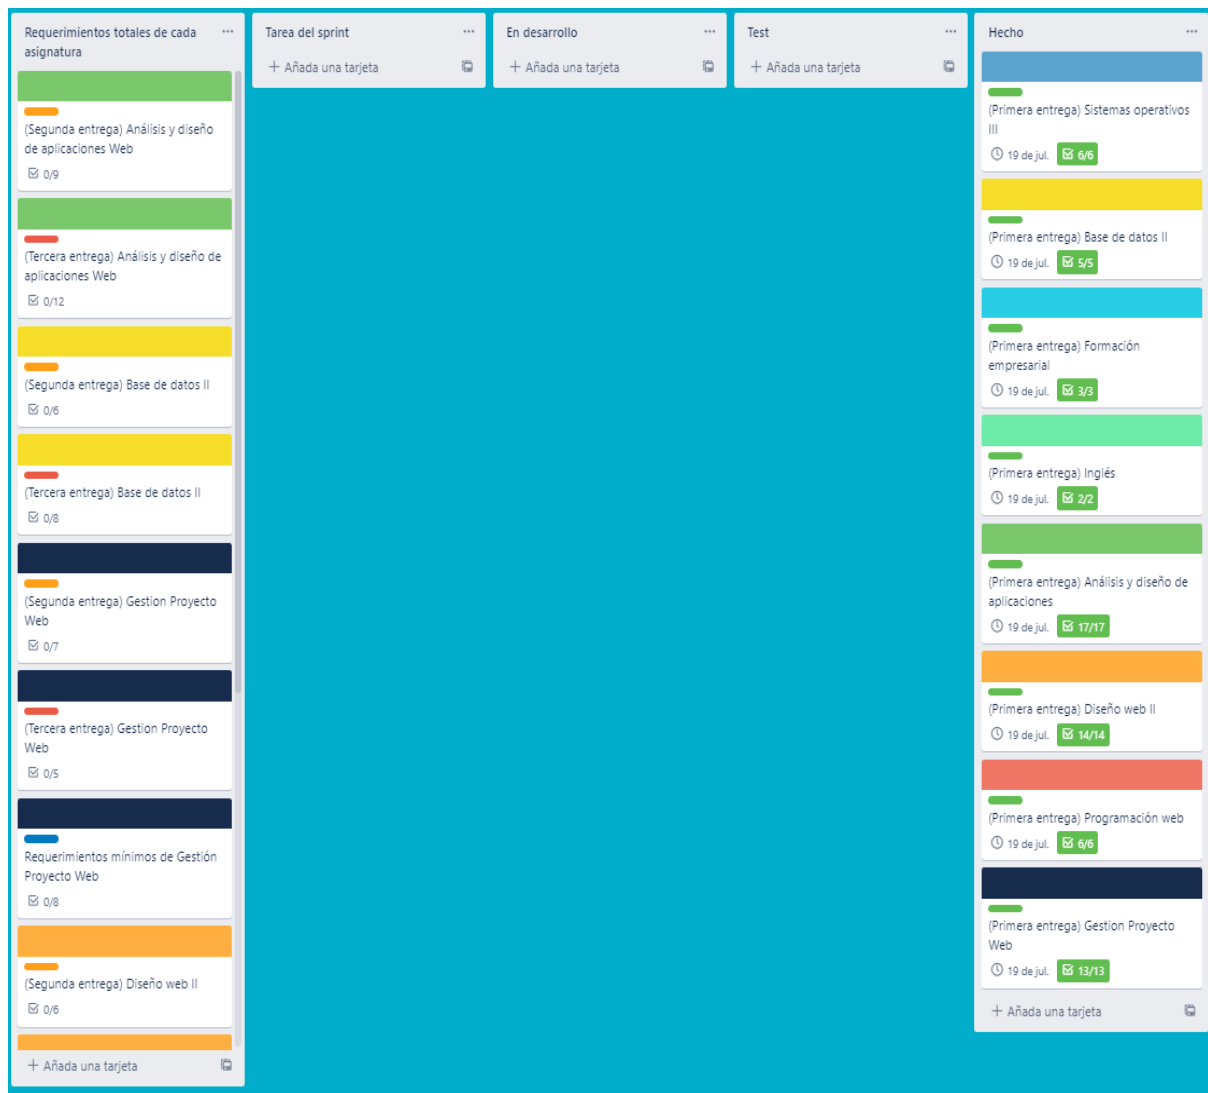 Requerimientos totales de cada
asignatura
(Segunda entrega) Análisis y diseño
de aplicaciones Web
0/9
(Tercera entrega) Análisis y diseño de
aplicaciones Web
0/12
(Segunda entrega) Base de datos II
0/6
(Tercera entrega) Base de datos II
0/8
(Segunda entrega) Gestion Proyecto
Web
0/7
(Tercera entrega) Gestion Proyecto
Web
0/5
Requerimientos mínimos de Gestión
Proyecto Web
0/8
(Segunda entrega) Diseño web II
0/6
+ Añada una tarjeta
Tarea del sprint
+ Añada una tarjeta
En desarrollo
+ Añada una tarjeta
Test
+ Añada una tarjeta
Hecho
(Primera entrega) Sistemas operativos
III
19 de jul. 6/6
(Primera entrega) Base de datos II
19 de jul. 5/5
(Primera entrega) Formación
empresarial
19 de jul. 3/3
(Primera entrega) Inglés
19 de jul. 2/2
(Primera entrega) Análisis y diseño de
aplicaciones
19 de jul. 17/17
(Primera entrega) Diseño web II
19 de jul. 14/14
(Primera entrega) Programación web
19 de jul. 6/6
(Primera entrega) Gestion Proyecto
Web
19 de jul. 13/13
+ Añada una tarjeta